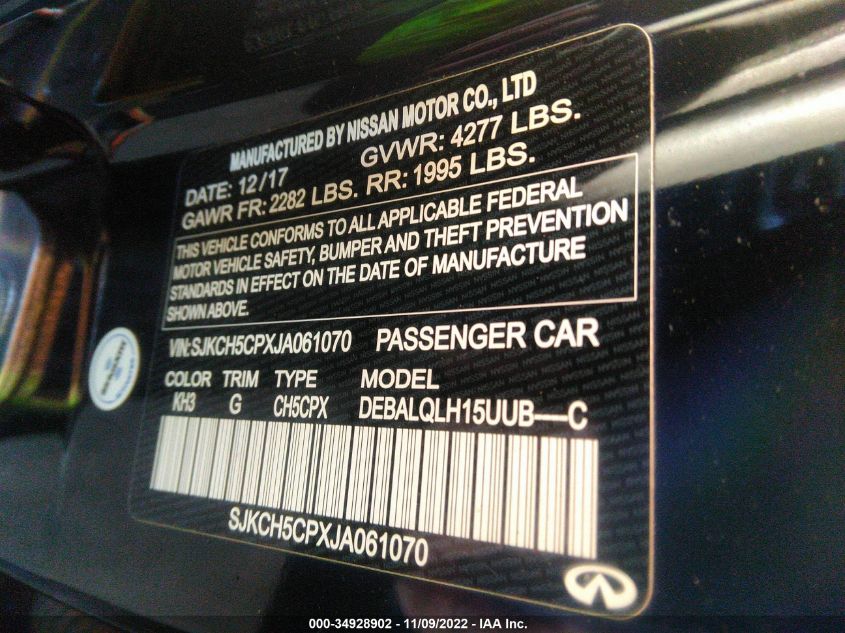 MANUFACTURED BY NISSAN MOTOR CO., LTD
DATE: 12/17 GVWR: 4277 LBS.
GAWR FR: 2282 LBS. RR: 1995 LBS.
THIS VEHICLE CONFORMS TO ALL APPLICABLE FEDERAL
MOTOR VEHICLE SAFETY, BUMPER AND THEFT PREVENTION
STANDARDS IN EFFECT ON THE DATE OF MANUFACTURE
SHOWN ABOVE.
VIN:SJKCH5CPXJA061070 PASSENGER CAR
COLOR TRIM TYPE MODEL
KH3 G CH5CPX DEBALQLH15UUB—C
SJKCH5CPXJA061070
000-34928902 - 11/09/2022 - IAA Inc.